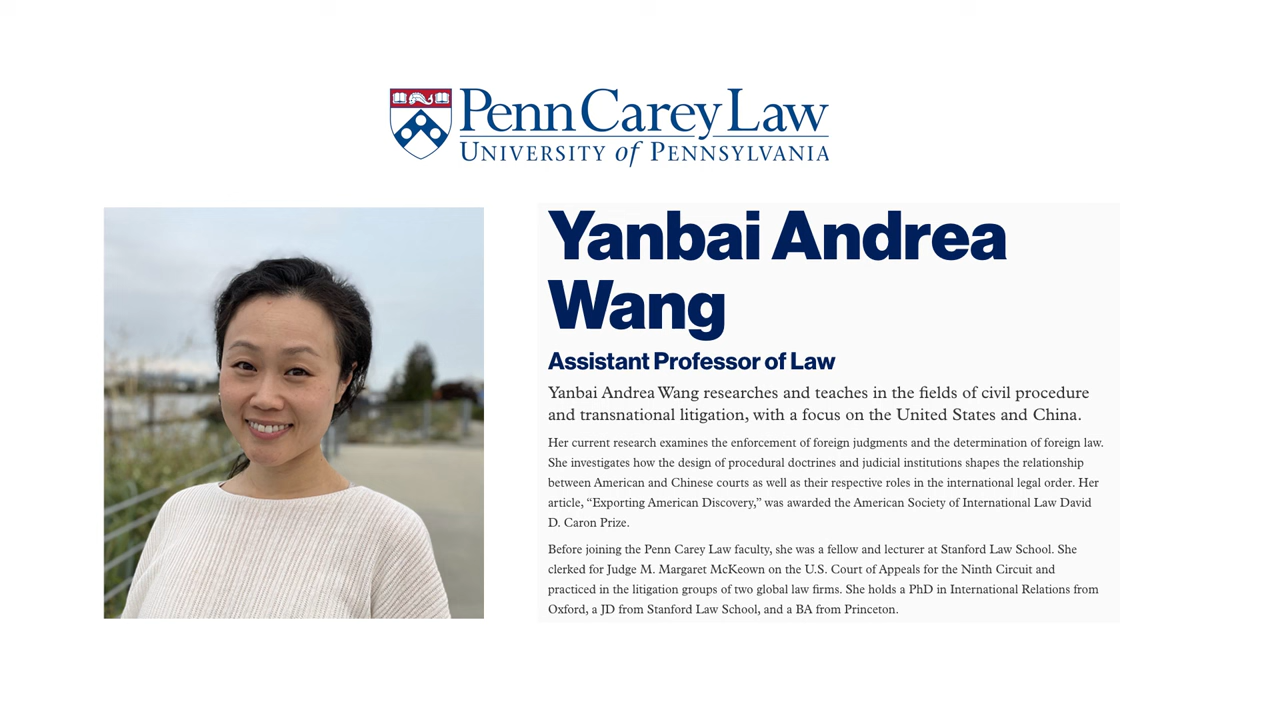 Penn Carey Law
UNIVERSITY of PENNSYLVANIA
Yanbai Andrea
Wang
Assistant Professor of Law
Yanbai Andrea Wang researches and teaches in the fields of civil procedure
and transnational litigation, with a focus on the United States and China.
Her current research examines the enforcement of foreign judgments and the determination of foreign law.
She investigates how the design of procedural doctrines and judicial institutions shapes the relationship
between American and Chinese courts as well as their respective roles in the international legal order. Her
article, “Exporting American Discovery,” was awarded the American Society of International Law David
D. Caron Prize.
Before joining the Penn Carey Law faculty, she was a fellow and lecturer at Stanford Law School. She
clerked for Judge M. Margaret McKeown on the U.S. Court of Appeals for the Ninth Circuit and
practiced in the litigation groups of two global law firms. She holds a PhD in International Relations from
Oxford, a JD from Stanford Law School, and a BA from Princeton.